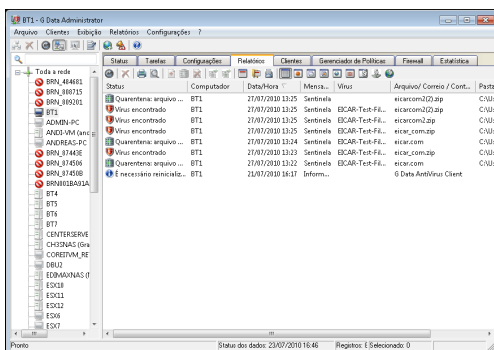 BT1 - G Data Administrator
Arquivo Clientes Exibição Relatórios Configurações ?
Status Tarefas Configurações Relatórios Clientes Gerenciador de Políticas Firewall Estatística
Toda a rede
BRN_484681
BRN_808715
BRN_809201
BT1
ADMIN-PC
ANDI-VM (anc
ANDREAS-PC
BRN_07443E
BRN_074506
BRN_07450B
BRN001BA91A
BT4
BT5
BT6
BT7
CENTERSERVE
CH3SNAS (Gra
COREI7VM_RE
DBU2
EDIMAXNAS (I
ESX10
ESX11
ESX12
ESX6
ESX7
Status Computador Data/Hora Mensa... Vírus Arquivo/ Correio / Cont... Pasta
Quarentena: arquivo ... BT1 27/07/2010 13:25 Sentinela eicarcom2(2).zip C:\U
Vírus encontrado BT1 27/07/2010 13:25 Sentinela EICAR-Test-Fil... eicarcom2(2).zip C:\U
Vírus encontrado BT1 27/07/2010 13:25 Sentinela EICAR-Test-Fil... eicarcom2.zip C:\U
Vírus encontrado BT1 27/07/2010 13:25 Sentinela EICAR-Test-Fil... eicar_com.zip C:\U
Quarentena: arquivo ... BT1 27/07/2010 13:24 Sentinela EICAR-Test-Fil... eicar.com C:\U
Vírus encontrado BT1 27/07/2010 13:23 Sentinela EICAR-Test-Fil... eicar_com.zip C:\U
Quarentena: arquivo ... BT1 27/07/2010 13:22 Sentinela EICAR-Test-Fil... eicar.com C:\U
É necessário reinicializ... BT1 21/07/2010 16:17 Inform... G Data AntiVirus Client
Pronto Status dos dados: 23/07/2010 16:46 Registros: 8 Selecionado: 0